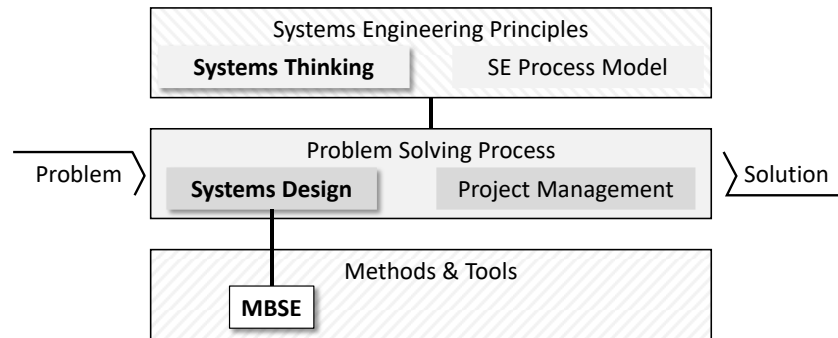 Systems Engineering Principles
Systems Thinking SE Process Model
Problem Solving Process
Problem Systems Design Project Management Solution
Methods & Tools
MBSE